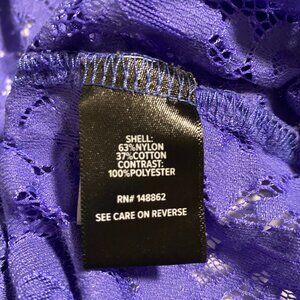 SHELL:
63%NYLON
37%COTTON
CONTRAST:
100%POLYESTER
RN# 148862
SEE CARE ON REVERSE